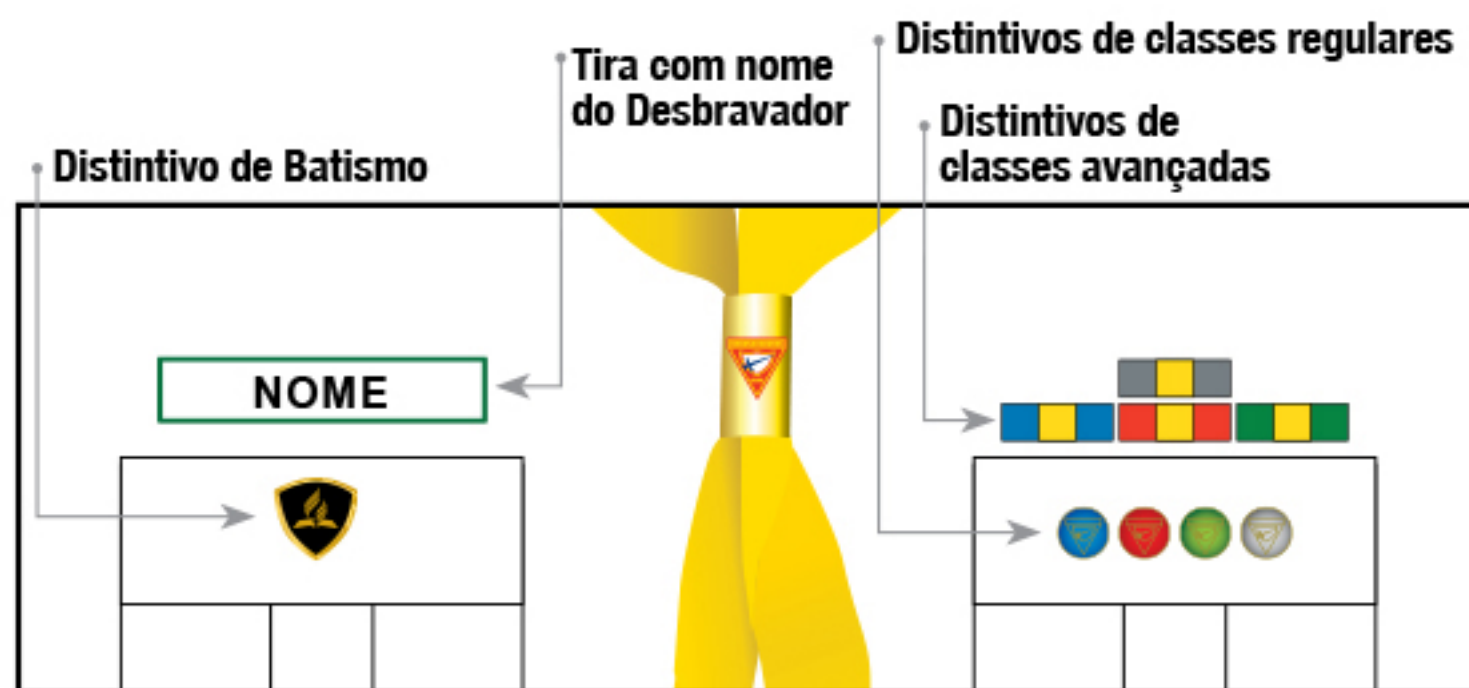 Distintivos de classes regulares
Tira com nome
do Desbravador
Distintivos de
classes avançadas
Distintivo de Batismo
NOME